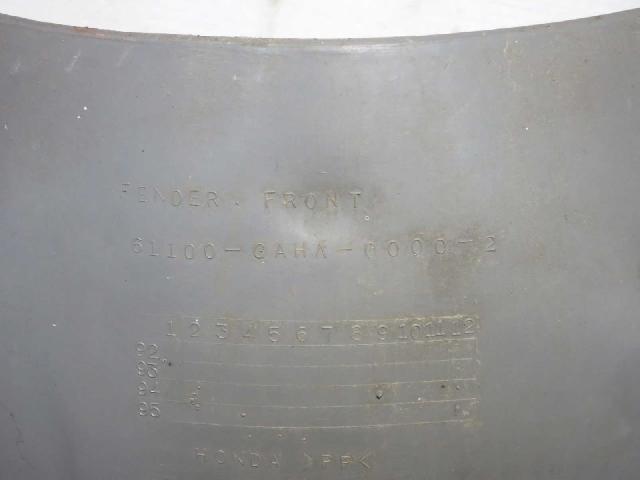 FENDER, FRONT
61100-GAHA-0000-2
1 2 3 4 5 6 7 8 9 10 11 12
92
93
94
95
HONDA >PP<